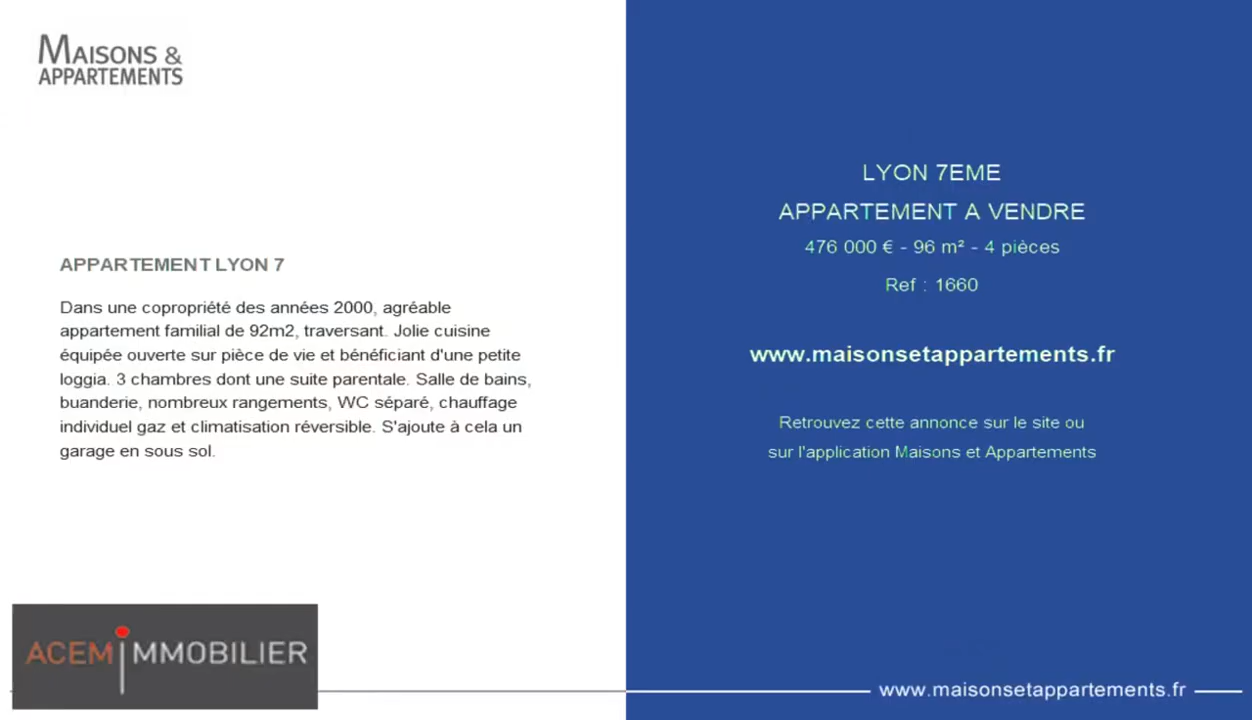 MAISONS &
APPARTEMENTS
APPARTEMENT LYON 7
Dans une copropriété des années 2000, agréable
appartement familial de 92m2, traversant. Jolie cuisine
équipée ouverte sur pièce de vie et bénéficiant d'une petite
loggia. 3 chambres dont une suite parentale. Salle de bains,
buanderie, nombreux rangements, WC séparé, chauffage
individuel gaz et climatisation réversible. S'ajoute à cela un
garage en sous sol.
ACEMiMMOBILIER
LYON 7EME
APPARTEMENT A VENDRE
476 000 € - 96 m² - 4 pièces
Ref : 1660
www.maisonsetappartements.fr
Retrouvez cette annonce sur le site ou
sur l'application Maisons et Appartements
www.maisonsetappartements.fr